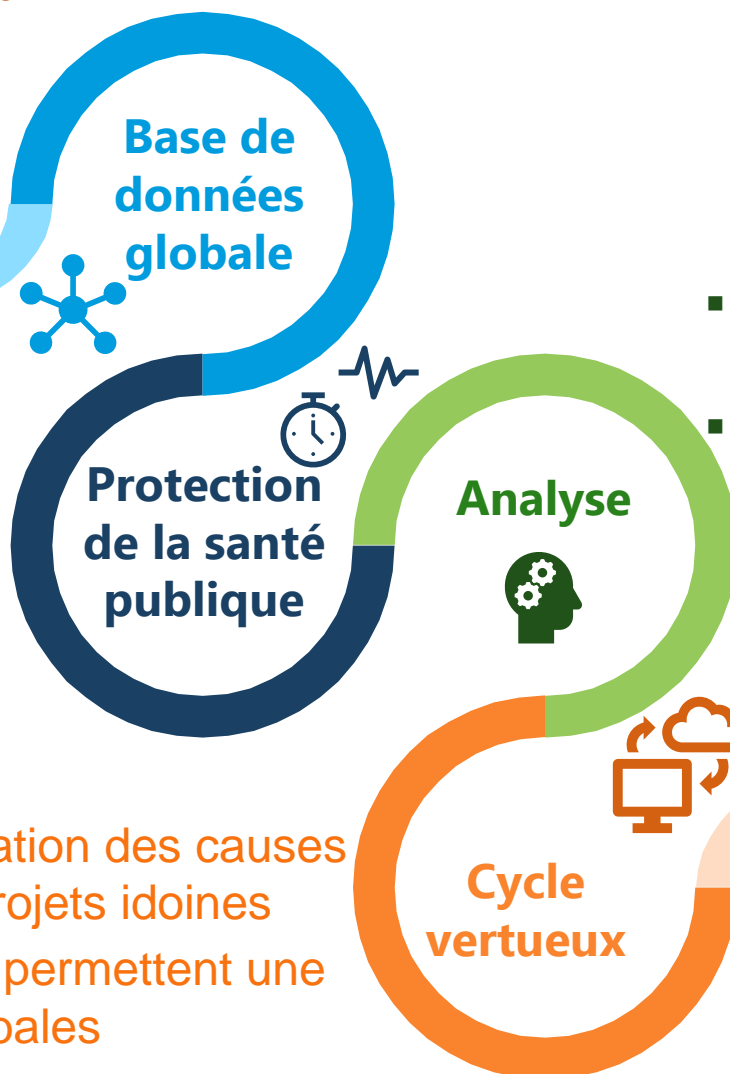 Base de
données
globale
Protection
de la santé
publique
Analyse
ation des causes
rojets idoines
permettent une
bales
Cycle
vertueux